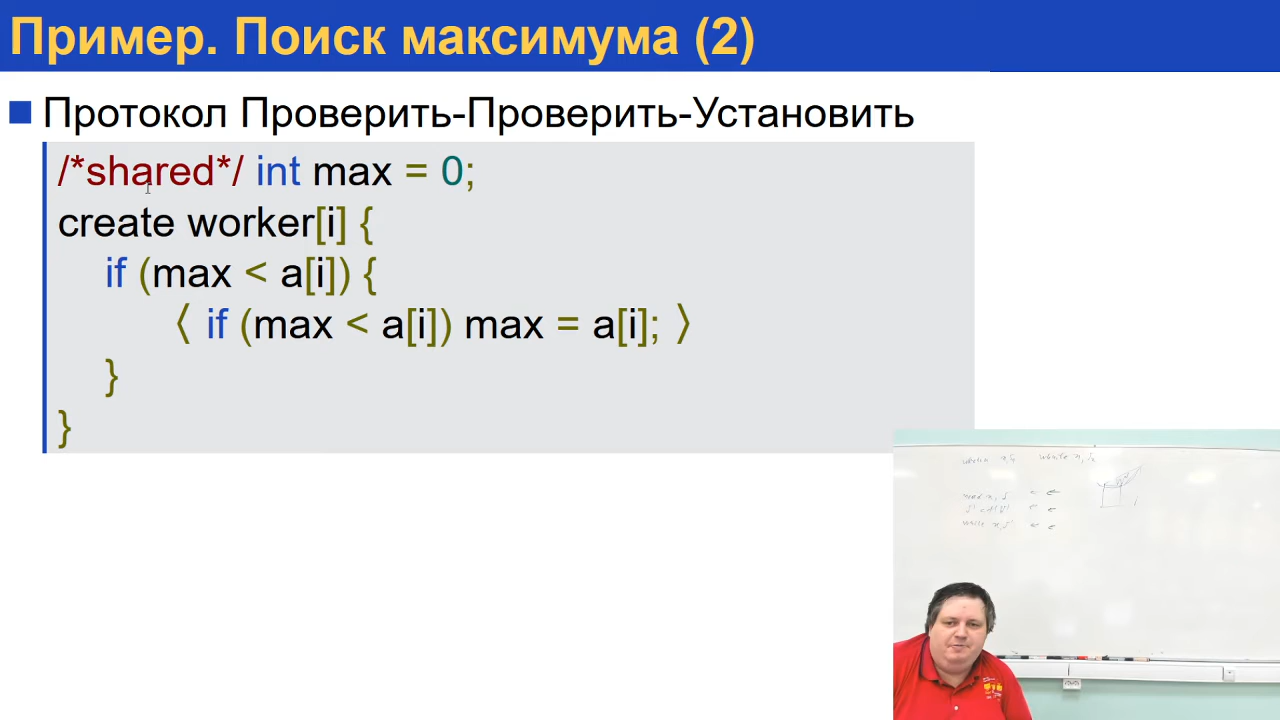 Пример. Поиск максимума (2)
Протокол Проверить-Проверить-Установить
/*shared*/ int max = 0;
create worker[i] {
if (max < a[i]) {
⟨ if (max < a[i]) max = a[i]; ⟩
}
}